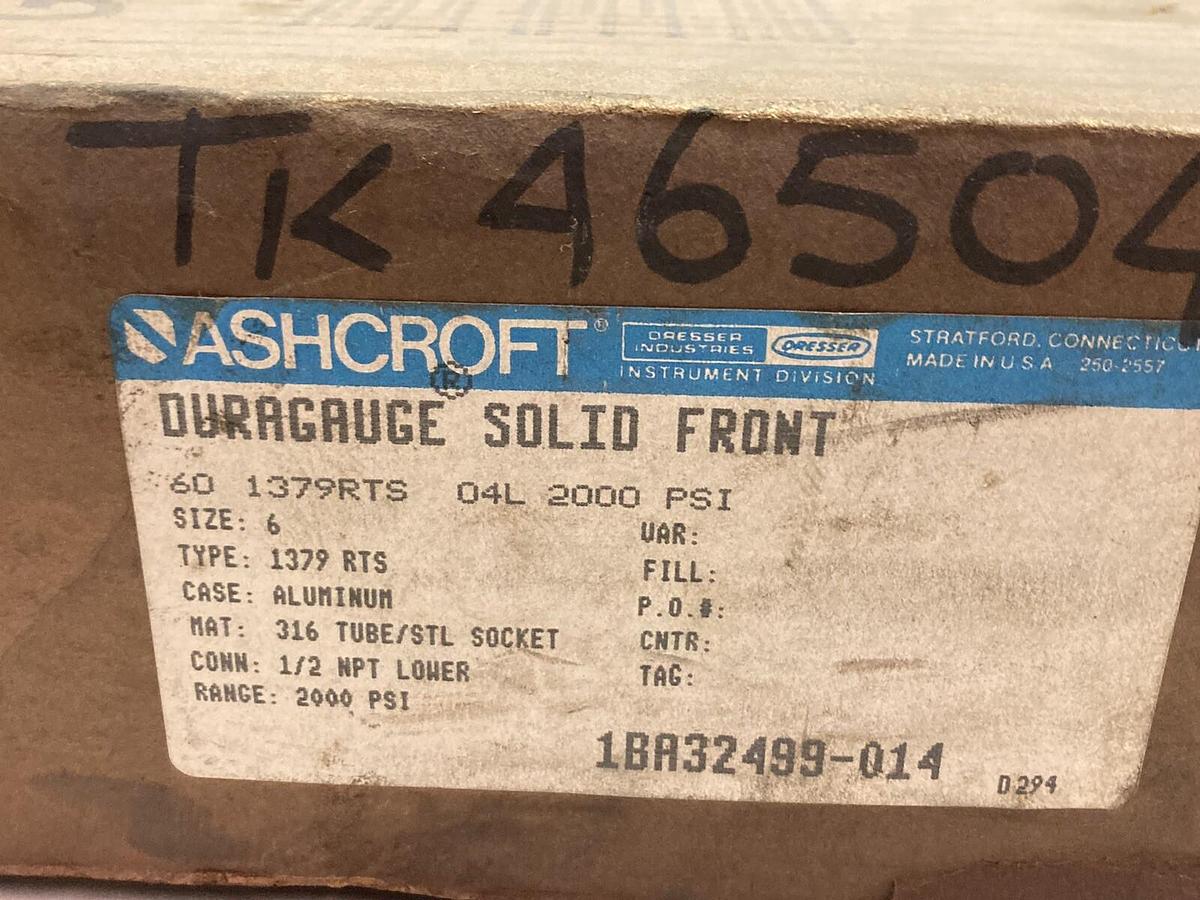 TK 46504
ASHCROFT®
DRESSER INDUSTRIES DRESSER
INSTRUMENT DIVISION
STRATFORD, CONNECTICUT
MADE IN U S A 250-2557
®
DURAGAUGE SOLID FRONT
60 1379RTS 04L 2000 PSI
SIZE: 6
TYPE: 1379 RTS
CASE: ALUMINUM
MAT: 316 TUBE/STL SOCKET
CONN: 1/2 NPT LOWER
RANGE: 2000 PSI
VAR:
FILL:
P.O.#:
CNTR:
TAG:
1BA32499-014
D294